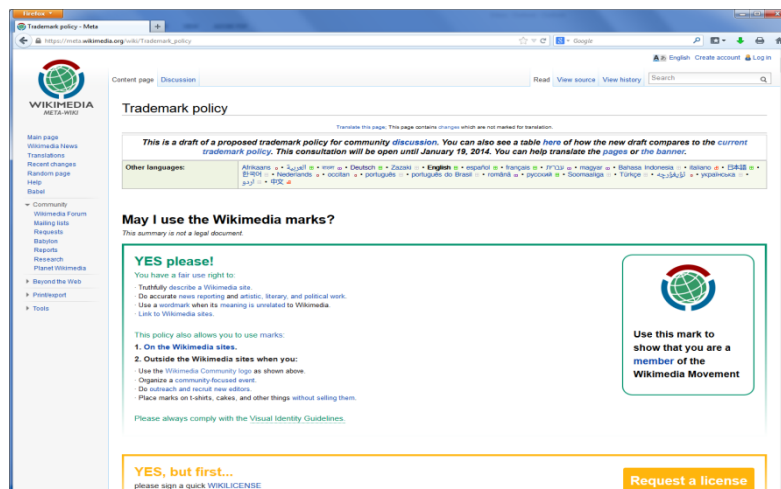 Firefox
Trademark policy - Meta
https://meta.wikimedia.org/wiki/Trademark_policy
Google
English Create account Log in
WIKIMEDIA
META-WIKI
Content page Discussion
Read View source View history Search
Trademark policy
Translate this page; This page contains changes which are not marked for translation.
This is a draft of a proposed trademark policy for community discussion. You can also see a table here of how the new draft compares to the current
trademark policy. This consultation will be open until January 19, 2014. You can help translate the pages or the banner.
Other languages:
Afrikaans • العربية • • Deutsch • Zazaki • English • español • français • עברית • magyar • Bahasa Indonesia • italiano • 日本語 •
한국어 • Nederlands • occitan • português • português do Brasil • română • русский • Soomaaliga • Türkçe • ئۇيغۇرچە • українська •
اردو • 中文
Main page
Wikimedia News
Translations
Recent changes
Random page
Help
Babel
Community
Wikimedia Forum
Mailing lists
Requests
Babylon
Reports
Research
Planet Wikimedia
Beyond the Web
Print/export
Tools
May I use the Wikimedia marks?
This summary is not a legal document.
YES please!
You have a fair use right to:
· Truthfully describe a Wikimedia site.
· Do accurate news reporting and artistic, literary, and political work.
· Use a wordmark when its meaning is unrelated to Wikimedia.
· Link to Wikimedia sites.
This policy also allows you to use marks:
1. On the Wikimedia sites.
2. Outside the Wikimedia sites when you:
· Use the Wikimedia Community logo as shown above.
· Organize a community-focused event.
· Do outreach and recruit new editors.
· Place marks on t-shirts, cakes, and other things without selling them.
Please always comply with the Visual Identity Guidelines.
Use this mark to
show that you are a
member of the
Wikimedia Movement
YES, but first...
please sign a quick WIKILICENSE
Request a license